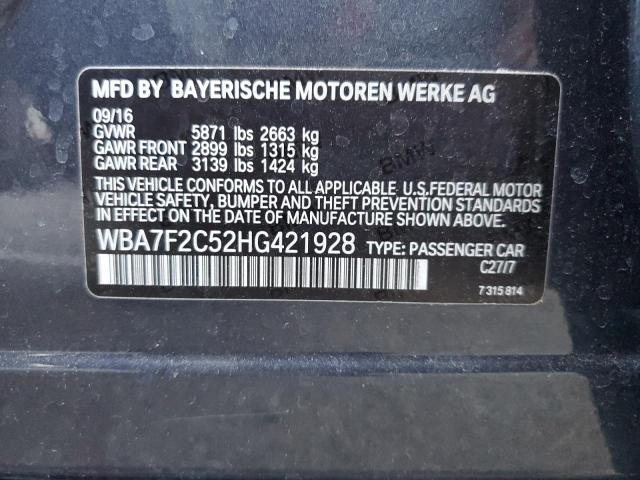 MFD BY BAYERISCHE MOTOREN WERKE AG
09/16
GVWR 5871 lbs 2663 kg
GAWR FRONT 2899 lbs 1315 kg
GAWR REAR 3139 lbs 1424 kg
THIS VEHICLE CONFORMS TO ALL APPLICABLE U.S.FEDERAL MOTOR
VEHICLE SAFETY, BUMPER AND THEFT PREVENTION STANDARDS
IN EFFECT ON THE DATE OF MANUFACTURE SHOWN ABOVE.
WBA7F2C52HG421928 TYPE: PASSENGER CAR
C27/7
7 315 814
BMW